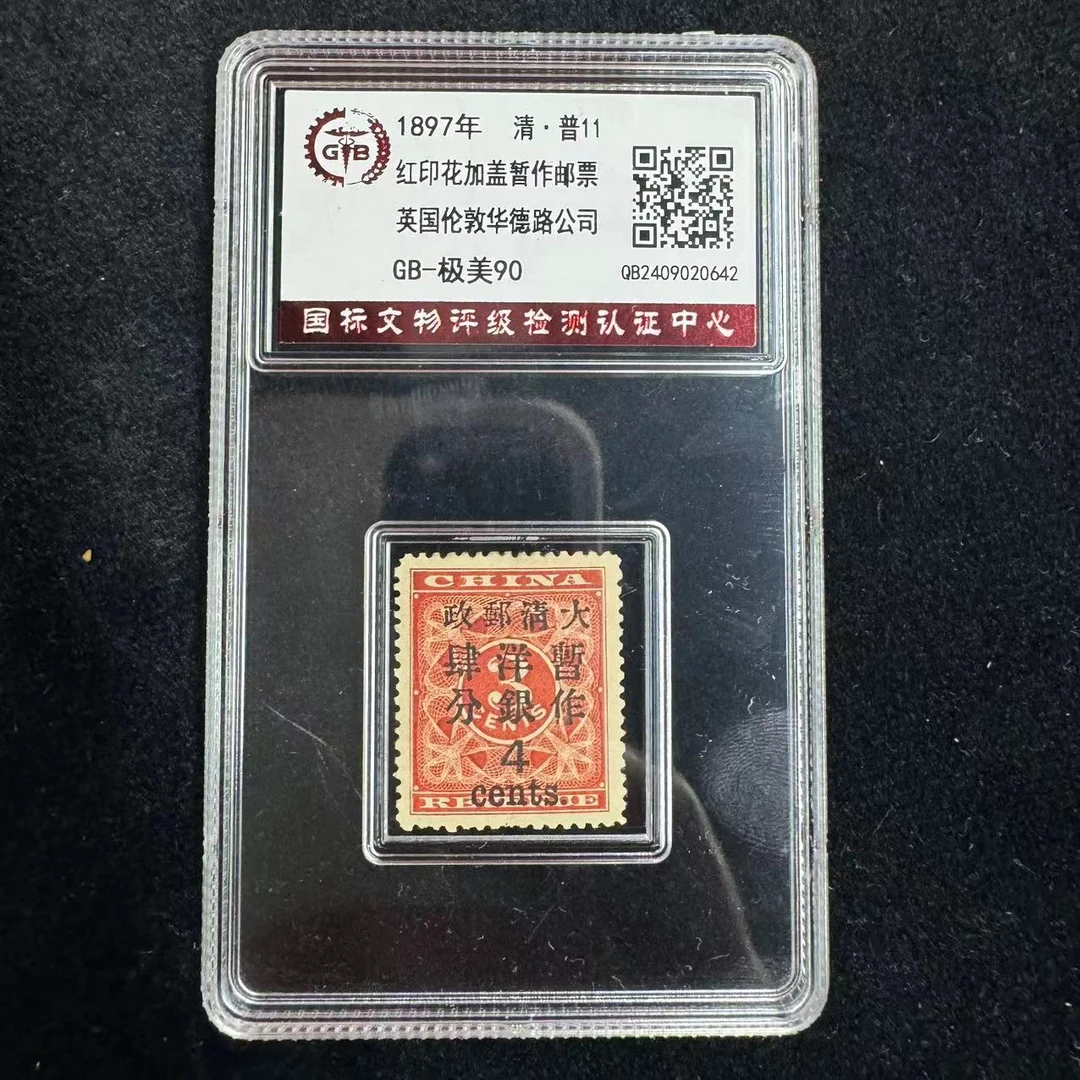 GB
1897年 清·普11
红印花加盖暂作邮票
英国伦敦华德路公司
GB-极美90
QB2409020642
国标文物评级检测认证中心
CHINA
政郵清大
肆洋暫
分銀作
3
CENTS
4
cents.
REVENUE